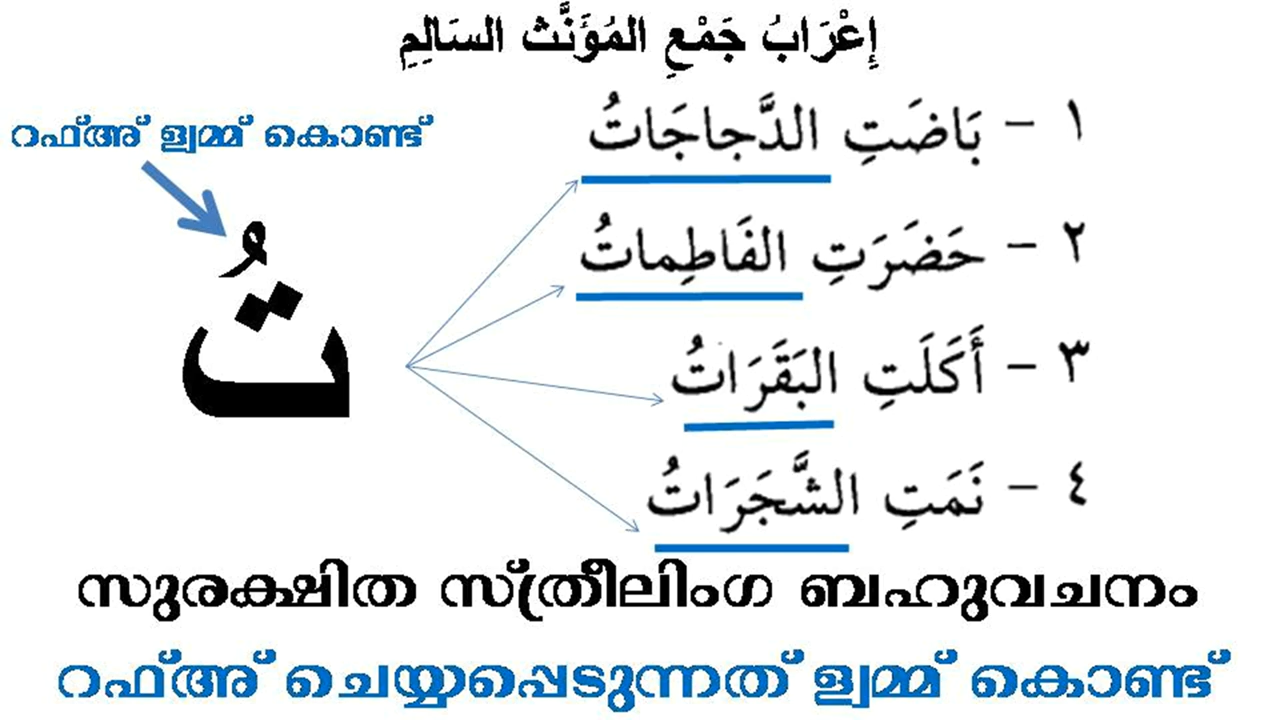 إِعْرَابُ جَمْعِ المُؤَنَّث السَالِمِ
١ - بَاضَتِ الدَّجاجَاتُ
റഫ്അ് ള്വമ്മ് കൊണ്ട്
٢ - حَضَرَتِ الفَاطِماتُ
تُ
٣ - أَكَلَتِ البَقَرَاتُ
٤ - نَمَتِ الشَّجَرَاتُ
സുരക്ഷിത സ്ത്രീലിംഗ ബഹുവചനം
റഫ്അ് ചെയ്യപ്പെടുന്നത് ള്വമ്മ് കൊണ്ട്